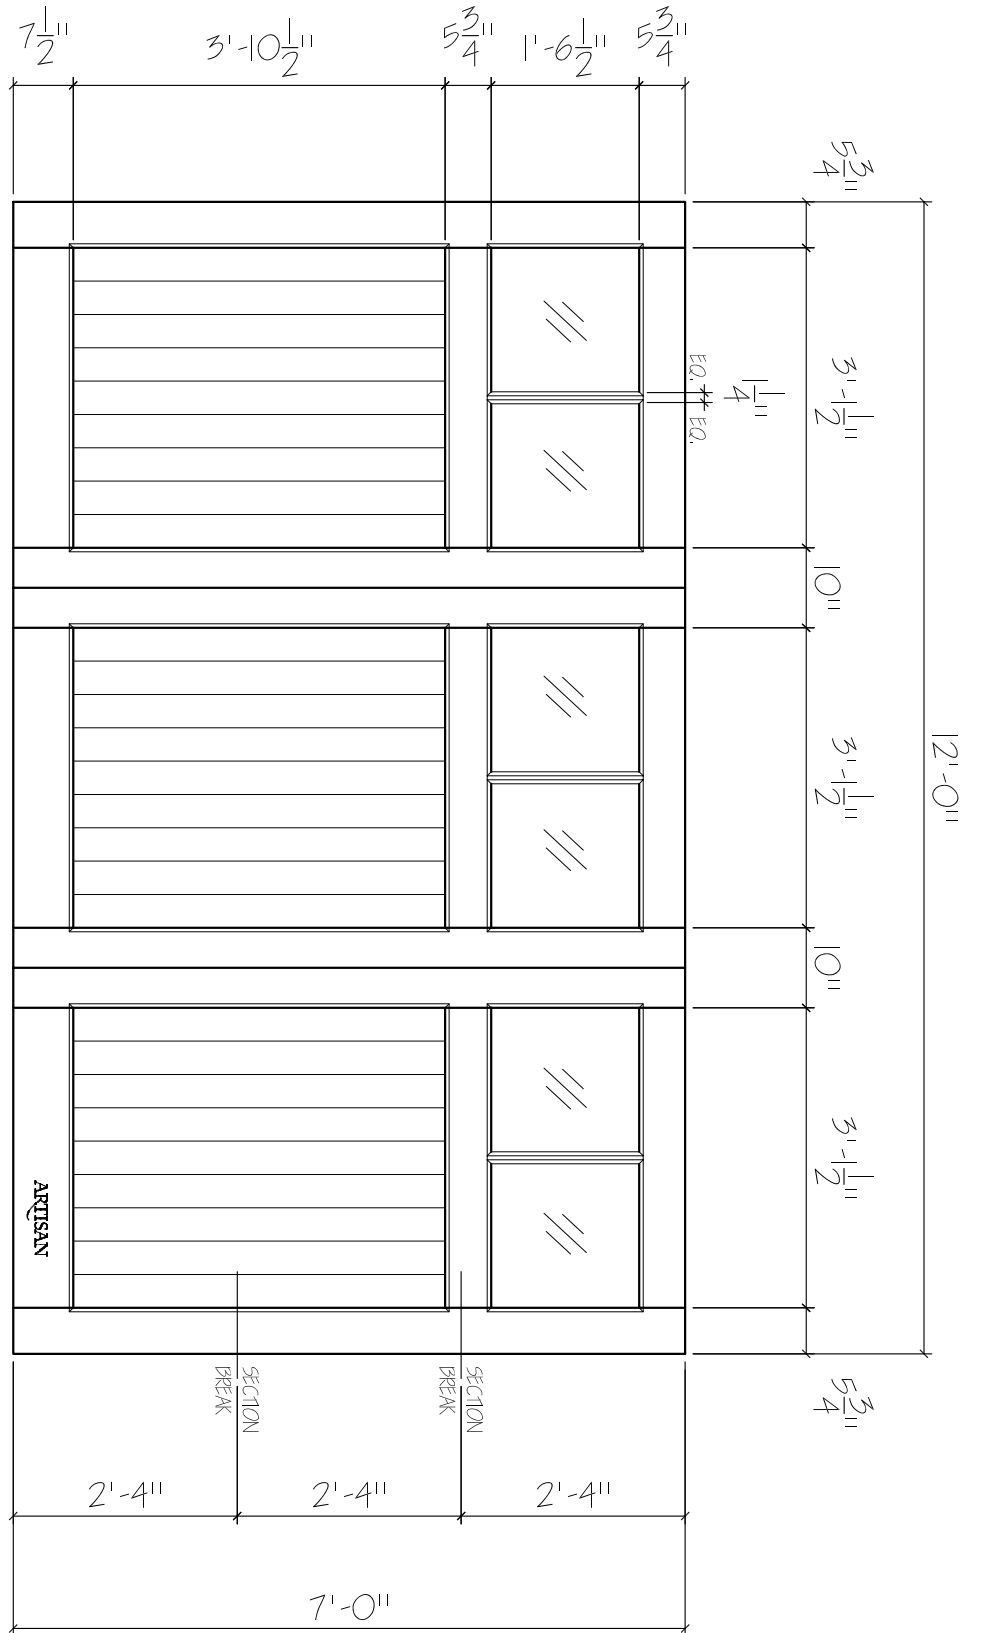 7 1/2"
3'-10 1/2"
5 3/4"
1'-6 1/2"
5 3/4"
5 3/4"
3'-1 1/2"
10"
3'-1 1/2"
10"
3'-1 1/2"
5 3/4"
12'-0"
EQ.
1 1/4"
EQ.
ARTISAN
SECTION
BREAK
SECTION
BREAK
2'-4"
2'-4"
2'-4"
7'-0"